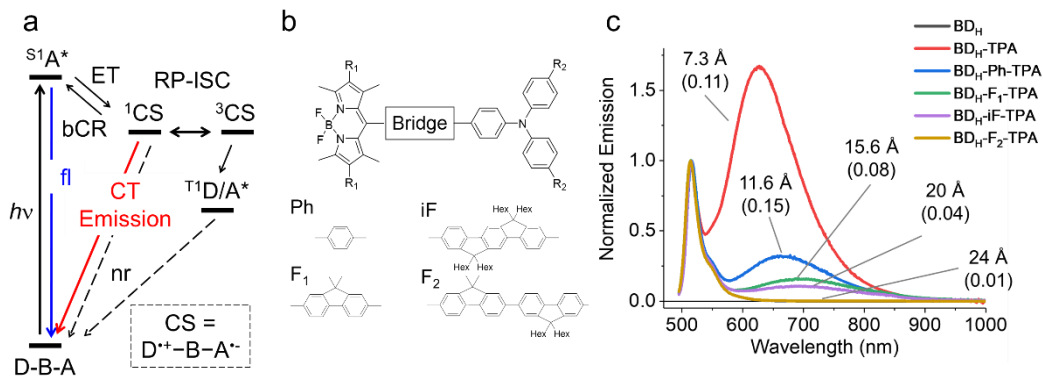 a
S1A*
ET
RP-ISC
1CS
3CS
bCR
fl
T1D/A*
CT
Emission
hν
nr
D-B-A
CS =
D•+−B−A•-
b
R1
R2
N
N
B
F
F
Bridge
N
R1
R2
Ph
iF
Hex
Hex
Hex
Hex
F1
F2
Hex
Hex
c
BDH
BDH-TPA
BDH-Ph-TPA
BDH-F1-TPA
BDH-iF-TPA
BDH-F2-TPA
7.3 Å
(0.11)
15.6 Å
(0.08)
11.6 Å
(0.15)
20 Å
(0.04)
24 Å
(0.01)
Normalized Emission
1.5
1.0
0.5
0.0
500
600
700
800
900
1000
Wavelength (nm)